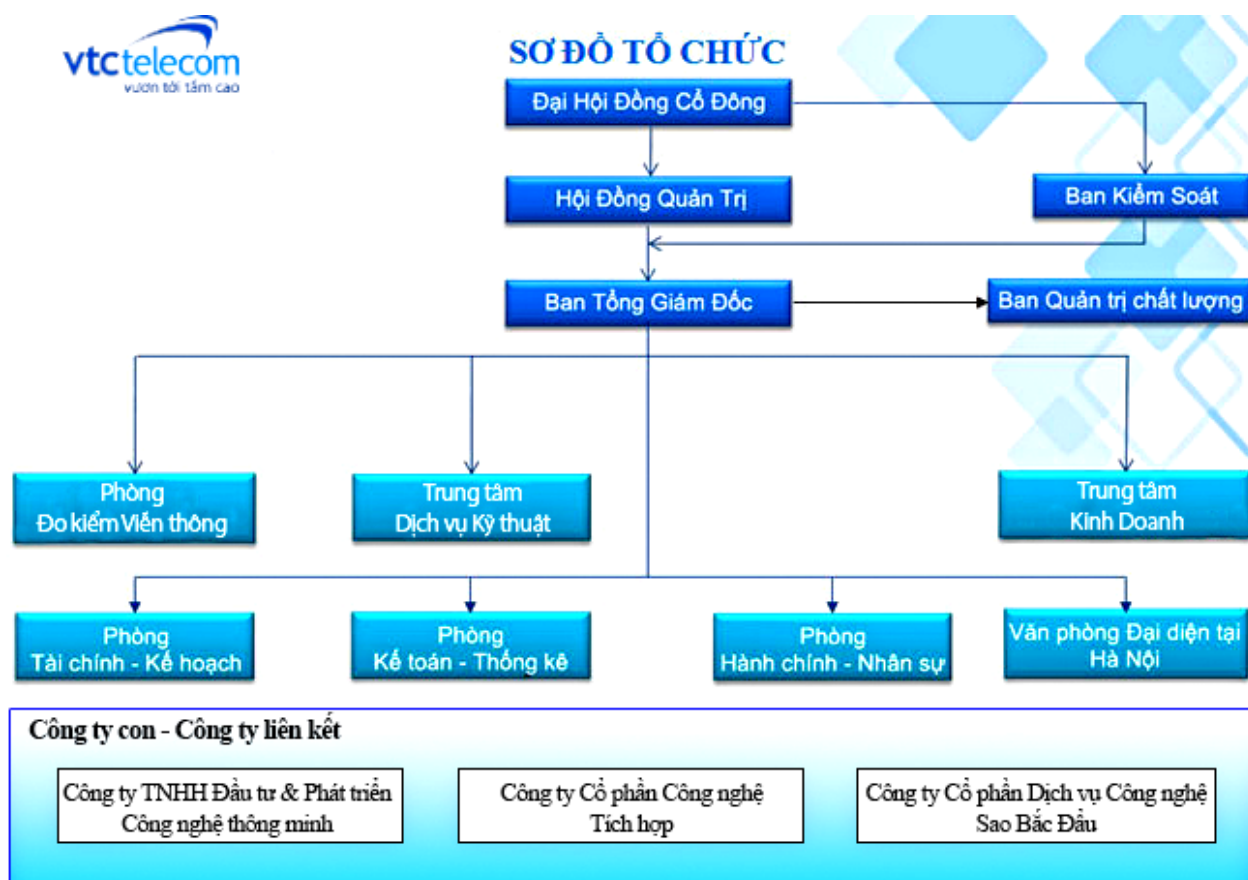 vtctelecom
vươn tới tầm cao
SƠ ĐỒ TỔ CHỨC
Đại Hội Đồng Cổ Đông
Hội Đồng Quản Trị
Ban Kiểm Soát
Ban Tổng Giám Đốc
Ban Quản trị chất lượng
Phòng
Đo kiểm Viễn thông
Trung tâm
Dịch vụ Kỹ thuật
Trung tâm
Kinh Doanh
Phòng
Tài chính - Kế hoạch
Phòng
Kế toán - Thống kê
Phòng
Hành chính - Nhân sự
Văn phòng Đại diện tại
Hà Nội
Công ty con - Công ty liên kết
Công ty TNHH Đầu tư & Phát triển
Công nghệ thông minh
Công ty Cổ phần Công nghệ
Tích hợp
Công ty Cổ phần Dịch vụ Công nghệ
Sao Bắc Đẩu